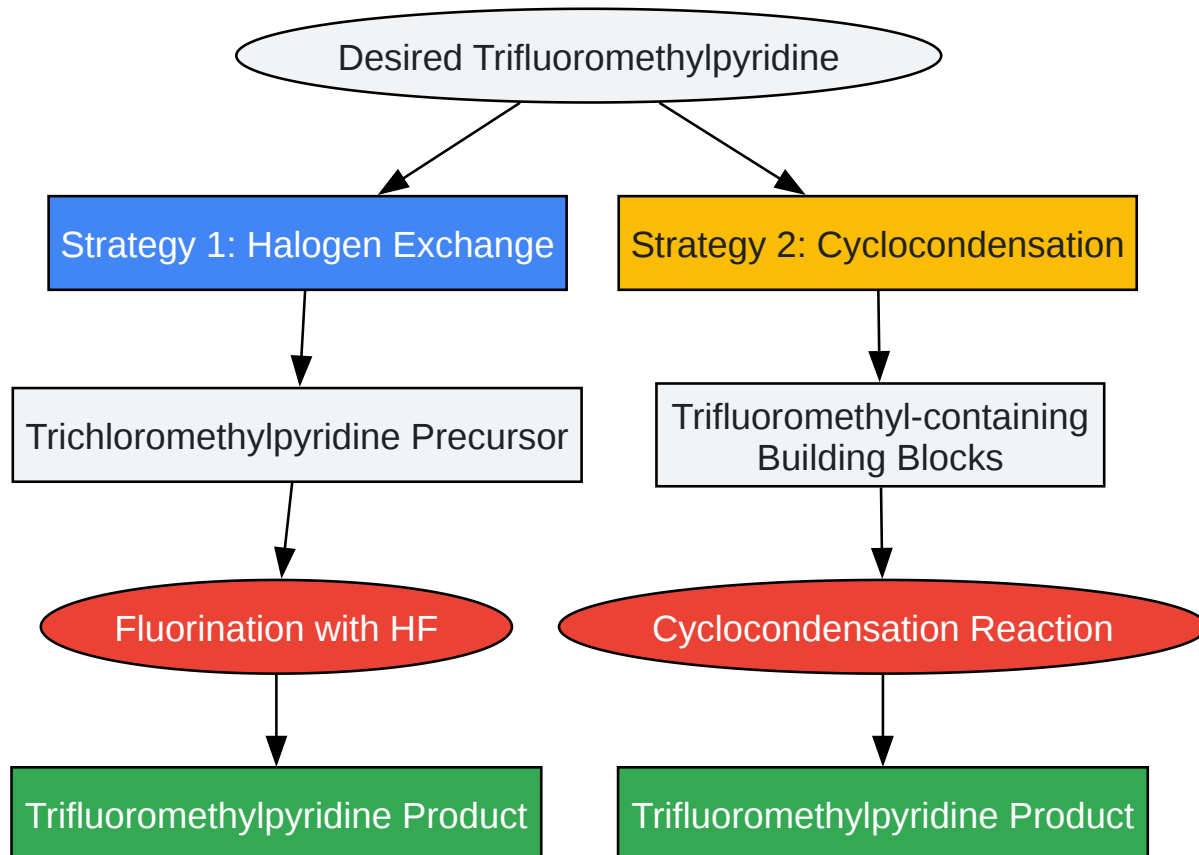 Desired Trifluoromethylpyridine
Strategy 1: Halogen Exchange
Strategy 2: Cyclocondensation
Trichloromethylpyridine Precursor
Trifluoromethyl-containing
Building Blocks
Fluorination with HF
Cyclocondensation Reaction
Trifluoromethylpyridine Product
Trifluoromethylpyridine Product